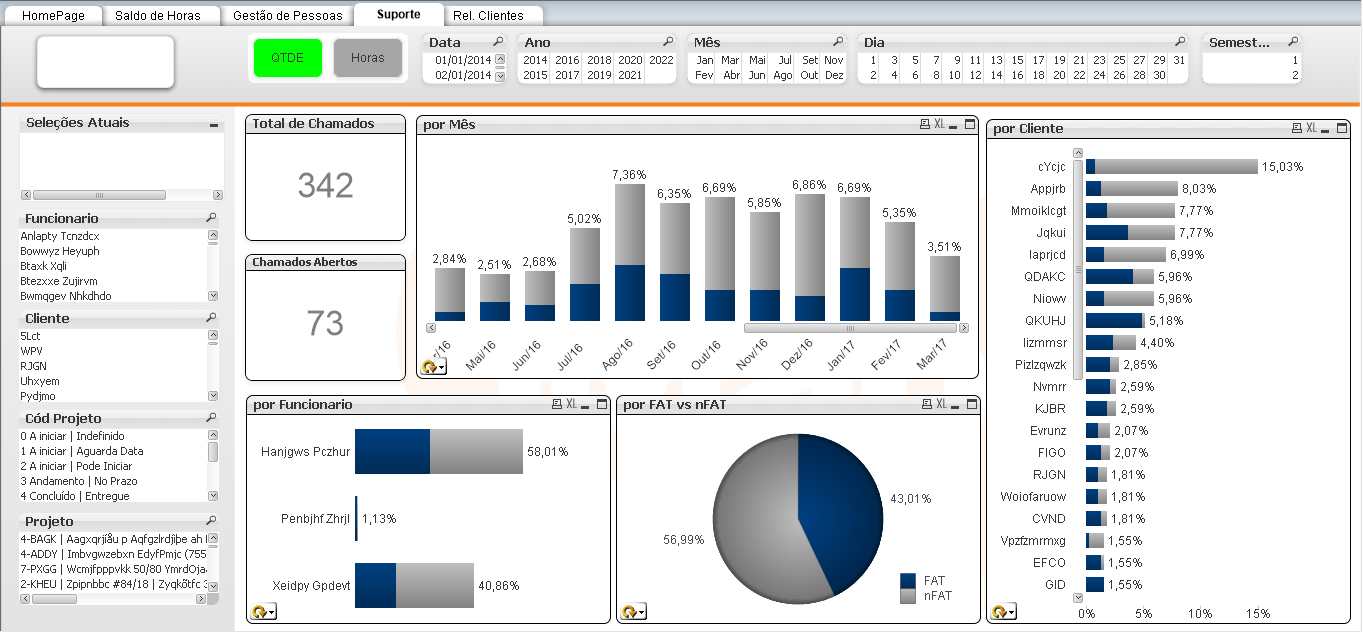 HomePage
Saldo de Horas
Gestão de Pessoas
Suporte
Rel. Clientes
QTDE
Horas
Data
01/01/2014
02/01/2014
Ano
2014 2016 2018 2020 2022
2015 2017 2019 2021
Mês
Jan Mar Mai Jul Set Nov
Fev Abr Jun Ago Out Dez
Dia
1 3 5 7 9 11 13 15 17 19 21 23 25 27 29 31
2 4 6 8 10 12 14 16 18 20 22 24 26 28 30
Semest...
1
2
Seleções Atuais
Funcionario
Anlapty Tcnzdcx
Bowwyz Heyuph
Btaxk Xqli
Btezxxe Zujirvm
Bwmqgev Nhkdhdo
Cliente
5Lct
WPV
RJGN
Uhxyem
Pydjmo
Cód Projeto
0 A iniciar | Indefinido
1 A iniciar | Aguarda Data
2 A iniciar | Pode Iniciar
3 Andamento | No Prazo
4 Concluído | Entregue
Projeto
4-BAGK | Aagxqrjíåu p Aqfgzlrdjíþe ah
4-ADDY | Imbvgwzebxn EdyfPmjc (755
7-PXGG | Wcmjfpppvkk 50/80 YmrdOja
2-KHEU | Zpipnbbc #84/18 | Zyqkõtfc
Total de Chamados
342
Chamados Abertos
73
por Mês
XL
2,84%
2,51%
2,68%
5,02%
7,36%
6,35%
6,69%
5,85%
6,86%
6,69%
5,35%
3,51%
r/16
Mai/16
Jun/16
Jul/16
Ago/16
Set/16
Out/16
Nov/16
Dez/16
Jan/17
Fev/17
Mar/17
por Funcionario
XL
Hanjgws Pczhur 58,01%
Penbjhf Zhrjl 1,13%
Xeidpy Gpdevt 40,86%
por FAT vs nFAT
XL
43,01%
56,99%
FAT
nFAT
por Cliente
XL
cYcjc 15,03%
Appjrb 8,03%
Mmoiklcgt 7,77%
Jqkui 7,77%
Iaprjcd 6,99%
QDAKC 5,96%
Niowv 5,96%
QKUHJ 5,18%
Iizmmsr 4,40%
Pizlzqwzk 2,85%
Nvmrr 2,59%
KJBR 2,59%
Evrunz 2,07%
FIGO 2,07%
RJGN 1,81%
Woiofaruow 1,81%
CVND 1,81%
Vpzfzmrmxg 1,55%
EFCO 1,55%
GID 1,55%
0% 5% 10% 15%